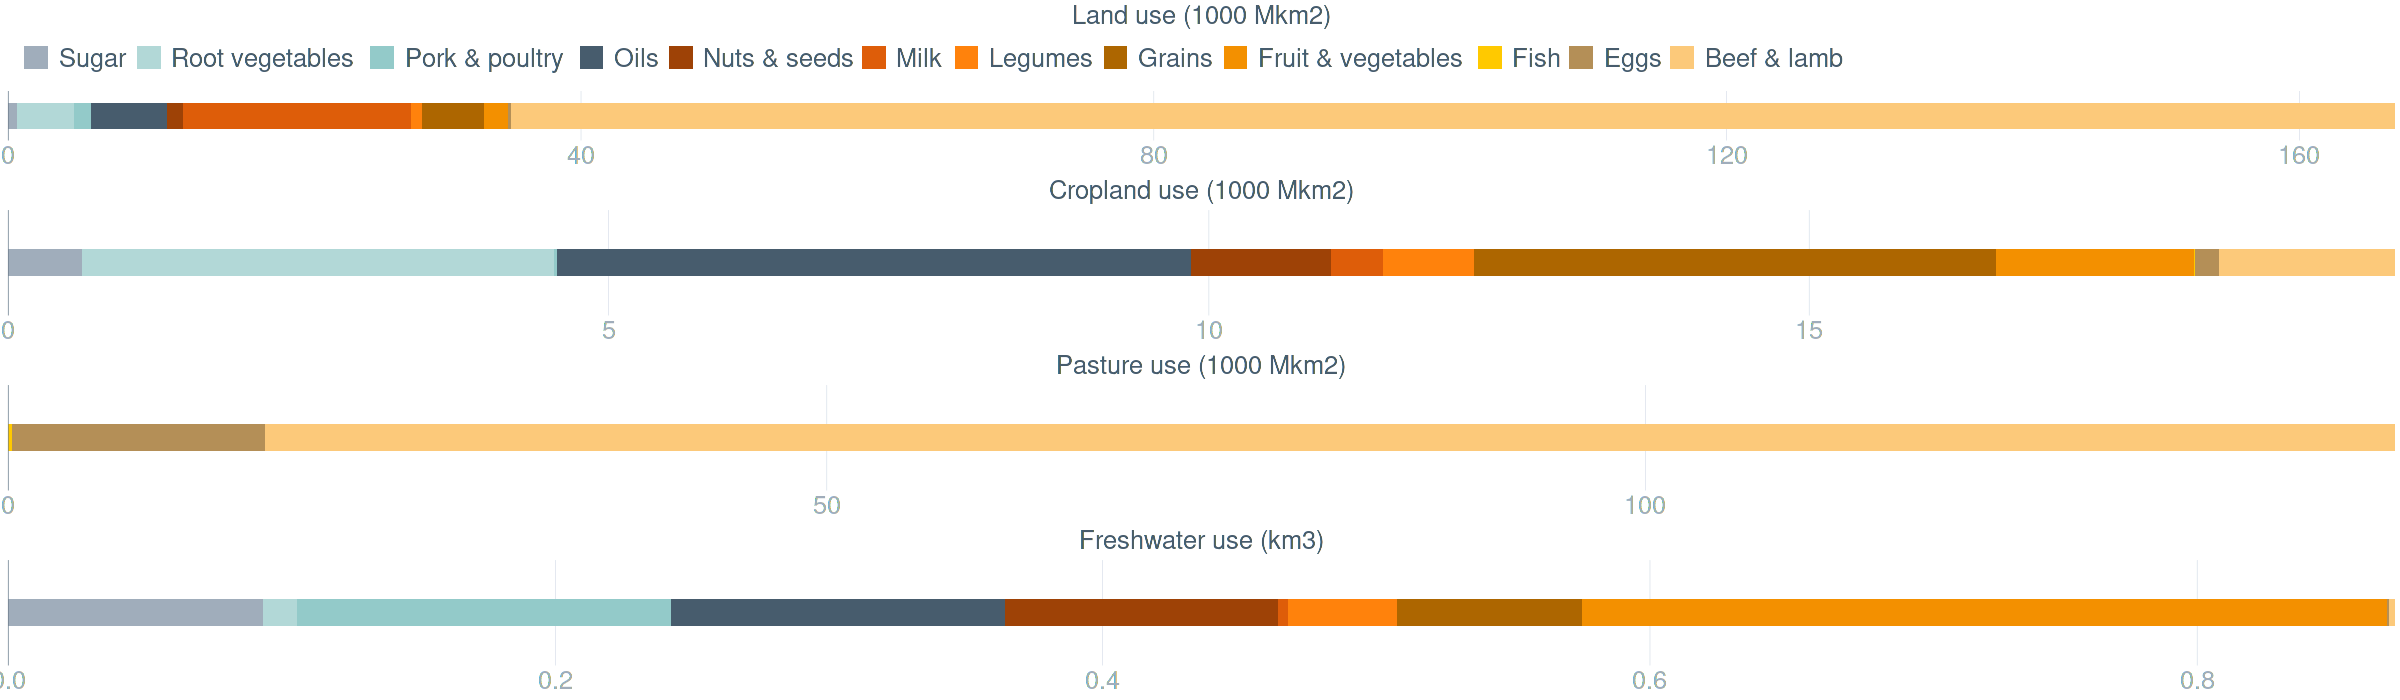 Land use (1000 Mkm2)
Sugar Root vegetables Pork & poultry Oils Nuts & seeds Milk Legumes Grains Fruit & vegetables Fish Eggs Beef & lamb
0 40 80 120 160
Cropland use (1000 Mkm2)
0 5 10 15
Pasture use (1000 Mkm2)
0 50 100
Freshwater use (km3)
0.0 0.2 0.4 0.6 0.8